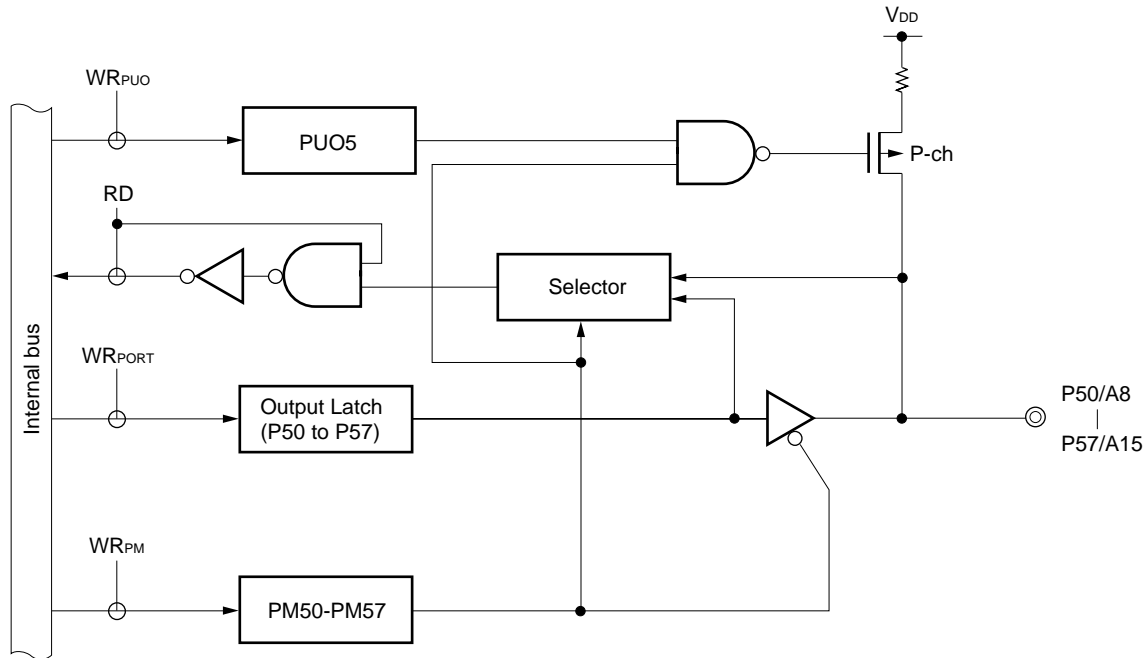 VDD
WRPUO
PUO5
P-ch
RD
Selector
Internal bus
WRPORT
Output Latch
(P50 to P57)
P50/A8
P57/A15
WRPM
PM50-PM57